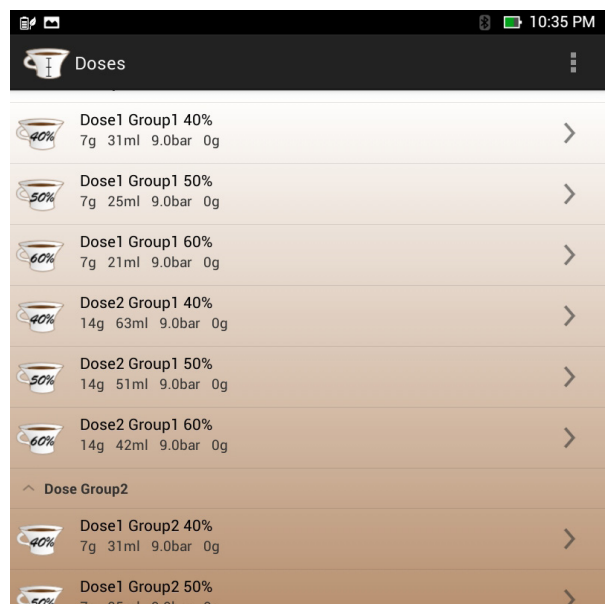 10:35 PM
Doses
40%
Dose1 Group1 40%
7g 31ml 9.0bar 0g
50%
Dose1 Group1 50%
7g 25ml 9.0bar 0g
60%
Dose1 Group1 60%
7g 21ml 9.0bar 0g
40%
Dose2 Group1 40%
14g 63ml 9.0bar 0g
50%
Dose2 Group1 50%
14g 51ml 9.0bar 0g
60%
Dose2 Group1 60%
14g 42ml 9.0bar 0g
Dose Group2
40%
Dose1 Group2 40%
7g 31ml 9.0bar 0g
50%
Dose1 Group2 50%